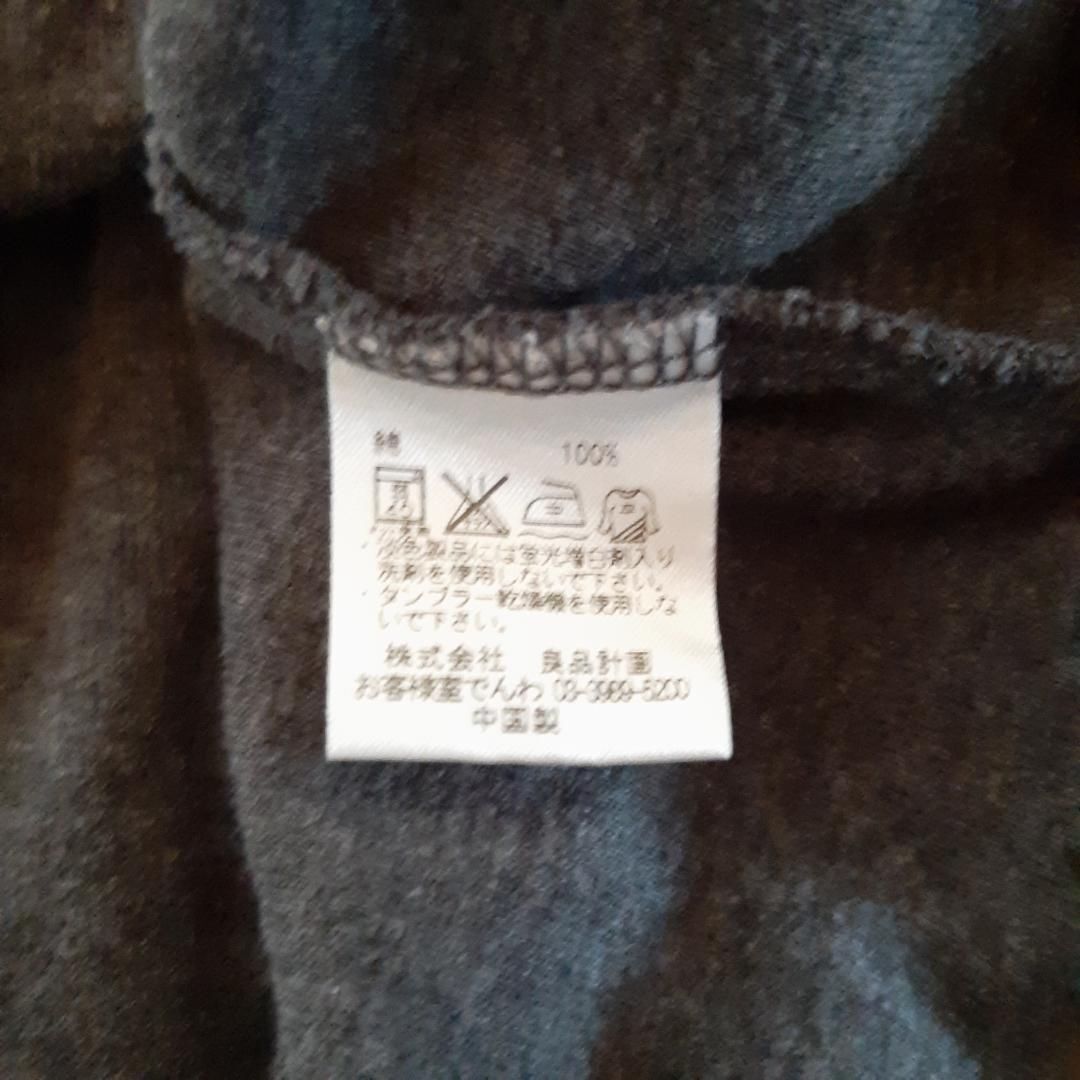 綿 100%
中
淡色製品には蛍光増白剤入り
洗剤を使用しないで下さい。
タンブラー乾燥機を使用しな
いで下さい。
株式会社 良品計画
お客様室でんわ 03-3989-5200
中国製